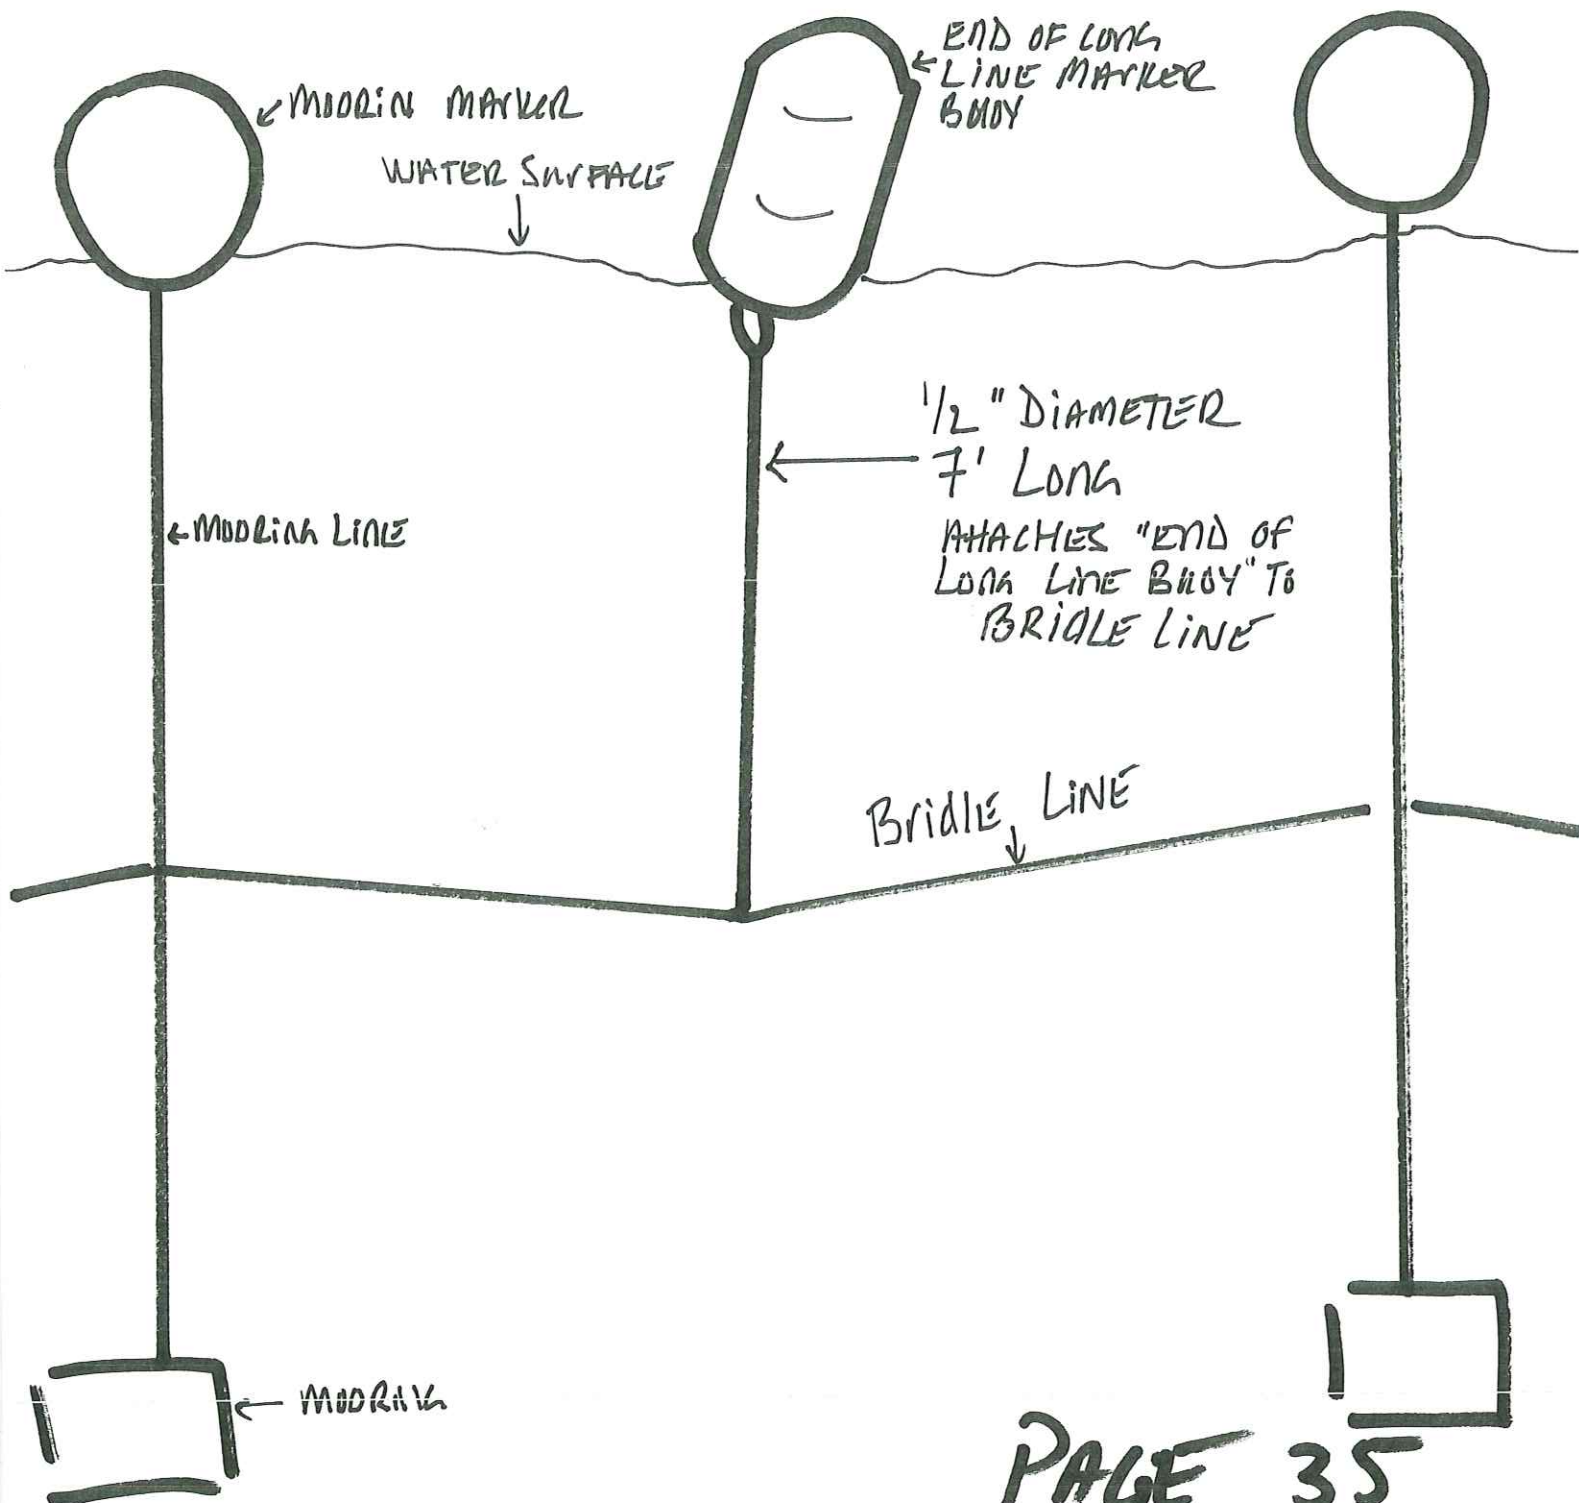 END OF LONG
LINE MARKER
BUOY
MOORIN MARKER
WATER SURFACE
1/2" DIAMETER
7' LONG
ATTACHES "END OF
LONG LINE BUOY" TO
BRIDLE LINE
MOORING LINE
Bridle LINE
MOORING
PAGE 35